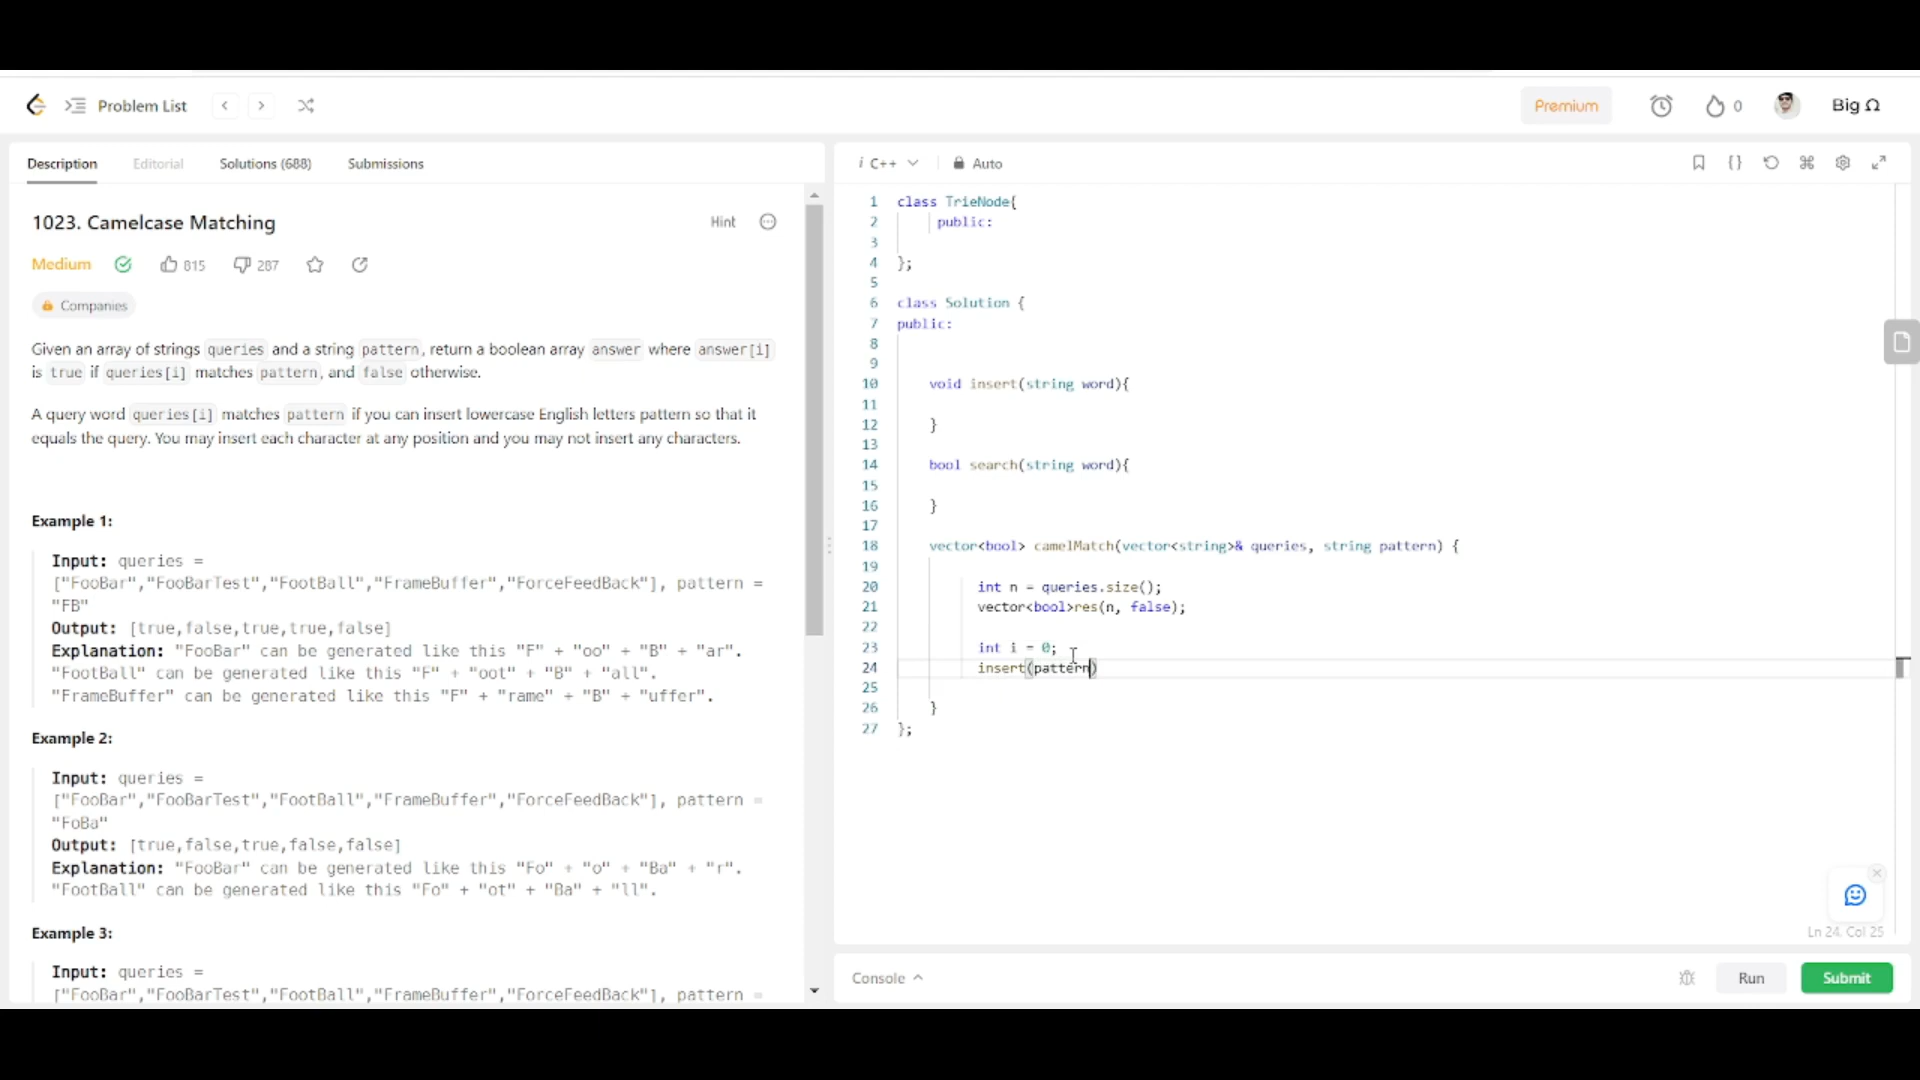 Problem List
Premium
0
Big Ω
Description
Editorial
Solutions (688)
Submissions
1023. Camelcase Matching
Hint
Medium
815
287
Companies
Given an array of strings queries and a string pattern, return a boolean array answer where answer[i]
is true if queries[i] matches pattern, and false otherwise.
A query word queries[i] matches pattern if you can insert lowercase English letters pattern so that it
equals the query. You may insert each character at any position and you may not insert any characters.
Example 1:
Input: queries =
["FooBar","FooBarTest","FootBall","FrameBuffer","ForceFeedBack"], pattern =
"FB"
Output: [true,false,true,true,false]
Explanation: "FooBar" can be generated like this "F" + "oo" + "B" + "ar".
"FootBall" can be generated like this "F" + "oot" + "B" + "all".
"FrameBuffer" can be generated like this "F" + "rame" + "B" + "uffer".
Example 2:
Input: queries =
["FooBar","FooBarTest","FootBall","FrameBuffer","ForceFeedBack"], pattern =
"FoBa"
Output: [true,false,true,false,false]
Explanation: "FooBar" can be generated like this "Fo" + "o" + "Ba" + "r".
"FootBall" can be generated like this "Fo" + "ot" + "Ba" + "ll".
Example 3:
Input: queries =
["FooBar","FooBarTest","FootBall","FrameBuffer","ForceFeedBack"], pattern =
i C++
Auto
1 class TrieNode{
2 public:
3
4 };
5
6 class Solution {
7 public:
8
9
10 void insert(string word){
11
12 }
13
14 bool search(string word){
15
16 }
17
18 vector<bool> camelMatch(vector<string>& queries, string pattern) {
19
20 int n = queries.size();
21 vector<bool>res(n, false);
22
23 int i = 0;
24 insert(pattern)
25
26 }
27 };
Ln 24, Col 25
Console
Run
Submit